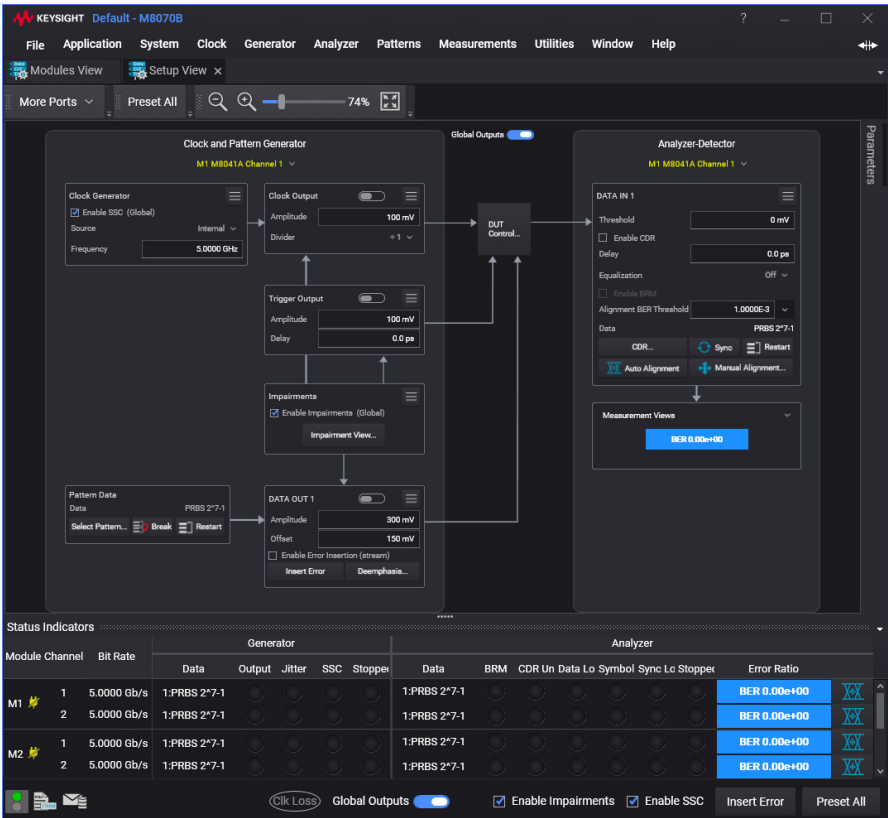 KEYSIGHT Default - M8070B
File Application System Clock Generator Analyzer Patterns Measurements Utilities Window Help
Modules View Setup View
More Ports Preset All 74%
Parameters
Clock and Pattern Generator
M1 M8041A Channel 1
Global Outputs
Analyzer-Detector
M1 M8041A Channel 1
Clock Generator
Enable SSC (Global)
Source Internal
Frequency 5.0000 GHz
Clock Output
Amplitude 100 mV
Divider ÷1
Trigger Output
Amplitude 100 mV
Delay 0.0 ps
Impairments
Enable Impairments (Global)
Impairment View...
Pattern Data
Data PRBS 2^7-1
Select Pattern... Break Restart
DATA OUT 1
Amplitude 300 mV
Offset 150 mV
Enable Error Insertion (stream)
Insert Error Deemphasis...
DUT
Control...
DATA IN 1
Threshold 0 mV
Enable CDR
Delay 0.0 ps
Equalization Off
Enable BRM
Alignment BER Threshold 1.0000E-3
Data PRBS 2^7-1
CDR... Sync Restart
Auto Alignment Manual Alignment...
Measurement Views
BER 0.00e+00
Status Indicators
Generator Analyzer
Module Channel Bit Rate Data Output Jitter SSC Stopped Data BRM CDR Un Data Lo Symbol Sync Lc Stopped Error Ratio
M1 1 5.0000 Gb/s 1:PRBS 2^7-1 1:PRBS 2^7-1 BER 0.00e+00
2 5.0000 Gb/s 1:PRBS 2^7-1 1:PRBS 2^7-1 BER 0.00e+00
M2 1 5.0000 Gb/s 1:PRBS 2^7-1 1:PRBS 2^7-1 BER 0.00e+00
2 5.0000 Gb/s 1:PRBS 2^7-1 1:PRBS 2^7-1 BER 0.00e+00
Clk Loss Global Outputs Enable Impairments Enable SSC Insert Error Preset All